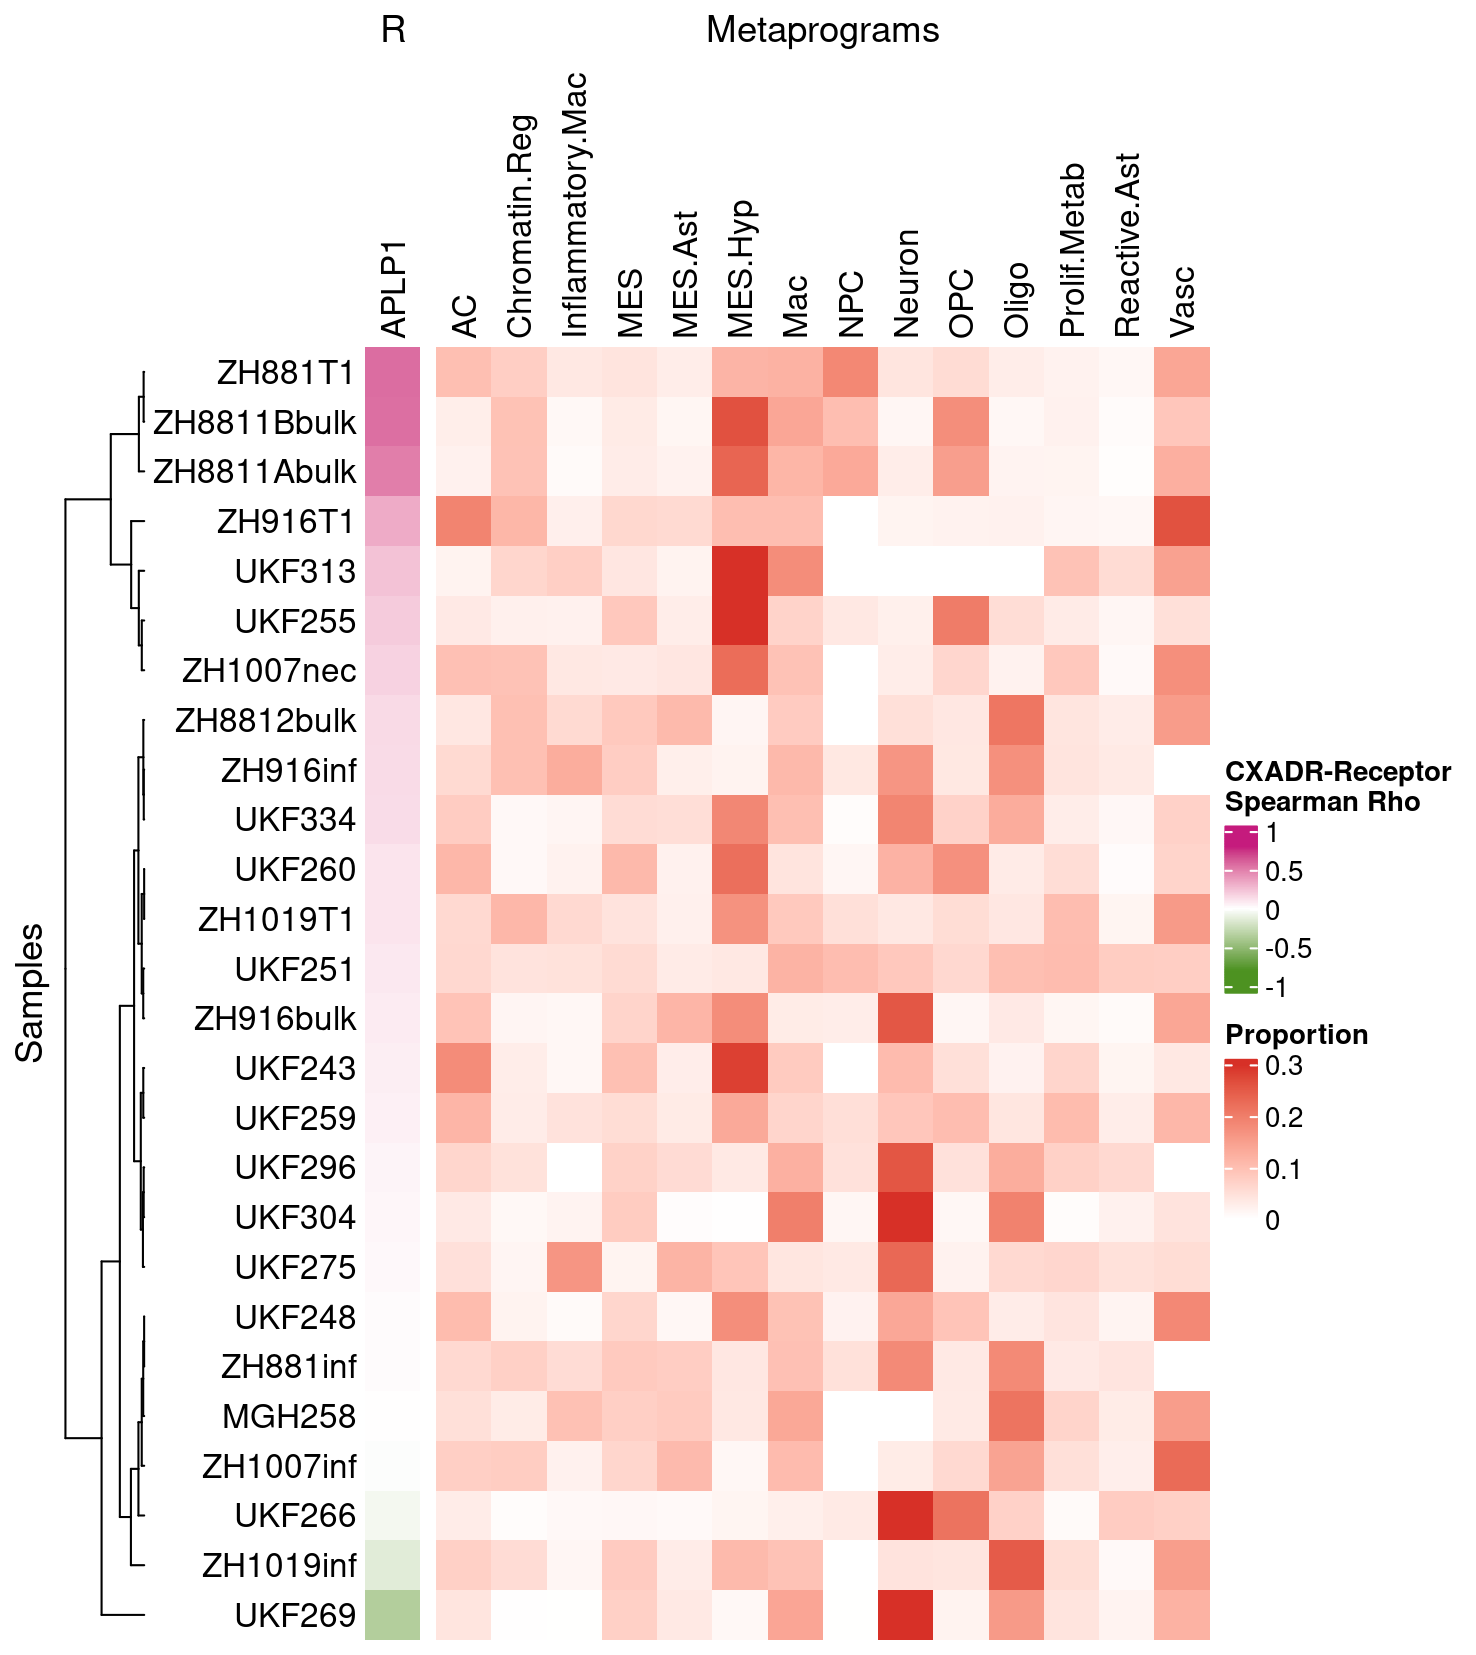 R
Metaprograms
APLP1
AC
Chromatin.Reg
Inflammatory.Mac
MES
MES.Ast
MES.Hyp
Mac
NPC
Neuron
OPC
Oligo
Prolif.Metab
Reactive.Ast
Vasc
Samples
ZH881T1
ZH8811Bbulk
ZH8811Abulk
ZH916T1
UKF313
UKF255
ZH1007nec
ZH8812bulk
ZH916inf
UKF334
UKF260
ZH1019T1
UKF251
ZH916bulk
UKF243
UKF259
UKF296
UKF304
UKF275
UKF248
ZH881inf
MGH258
ZH1007inf
UKF266
ZH1019inf
UKF269
CXADR-Receptor
Spearman Rho
1
0.5
0
-0.5
-1
Proportion
0.3
0.2
0.1
0